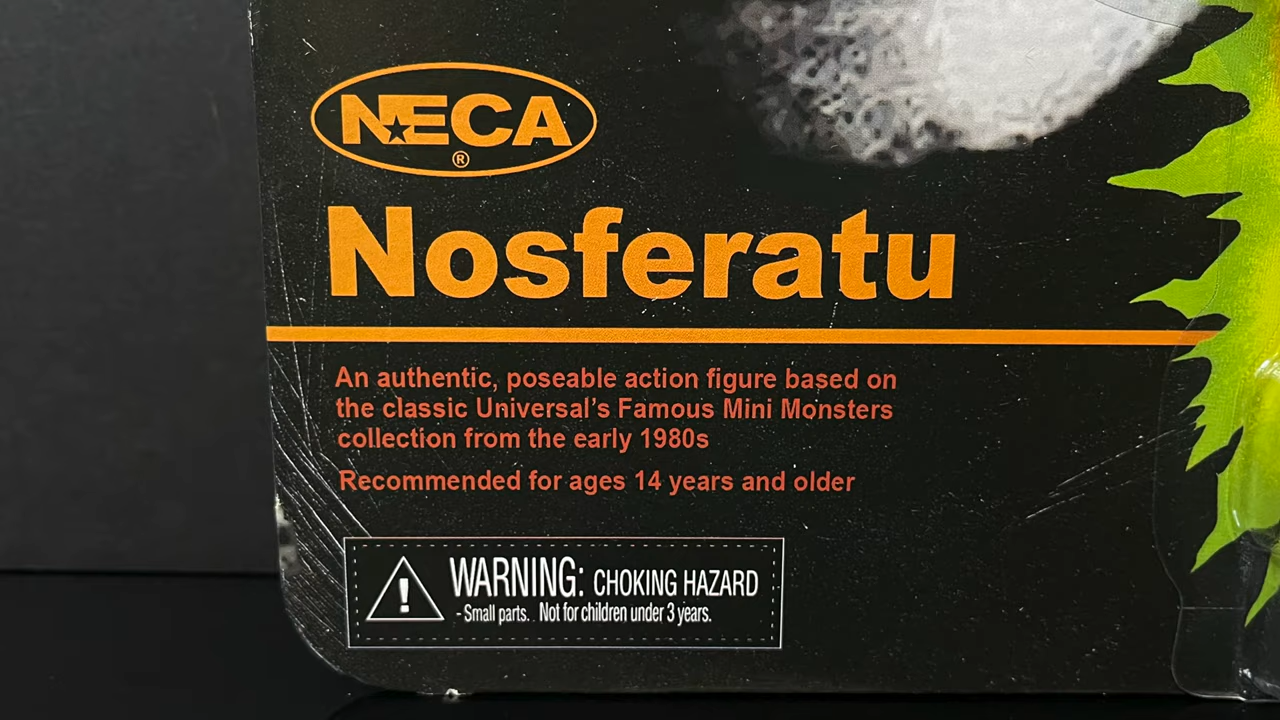 NECA
®
Nosferatu
An authentic, poseable action figure based on
the classic Universal's Famous Mini Monsters
collection from the early 1980s
Recommended for ages 14 years and older
WARNING: CHOKING HAZARD
- Small parts. . Not for children under 3 years.